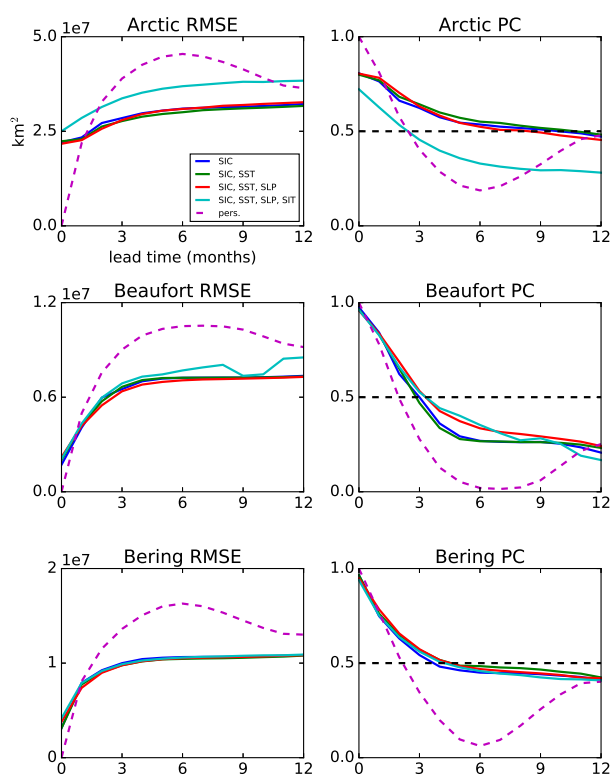 Arctic RMSE
1e7
5.0
2.5
0.0
km²
SIC
SIC, SST
SIC, SST, SLP
SIC, SST, SLP, SIT
pers.
0 3 6 9 12
lead time (months)
Arctic PC
1.0
0.5
0.0
0 3 6 9 12
Beaufort RMSE
1e7
1.2
0.6
0.0
0 3 6 9 12
Beaufort PC
1.0
0.5
0.0
0 3 6 9 12
Bering RMSE
1e7
2
1
0
0 3 6 9 12
Bering PC
1.0
0.5
0.0
0 3 6 9 12